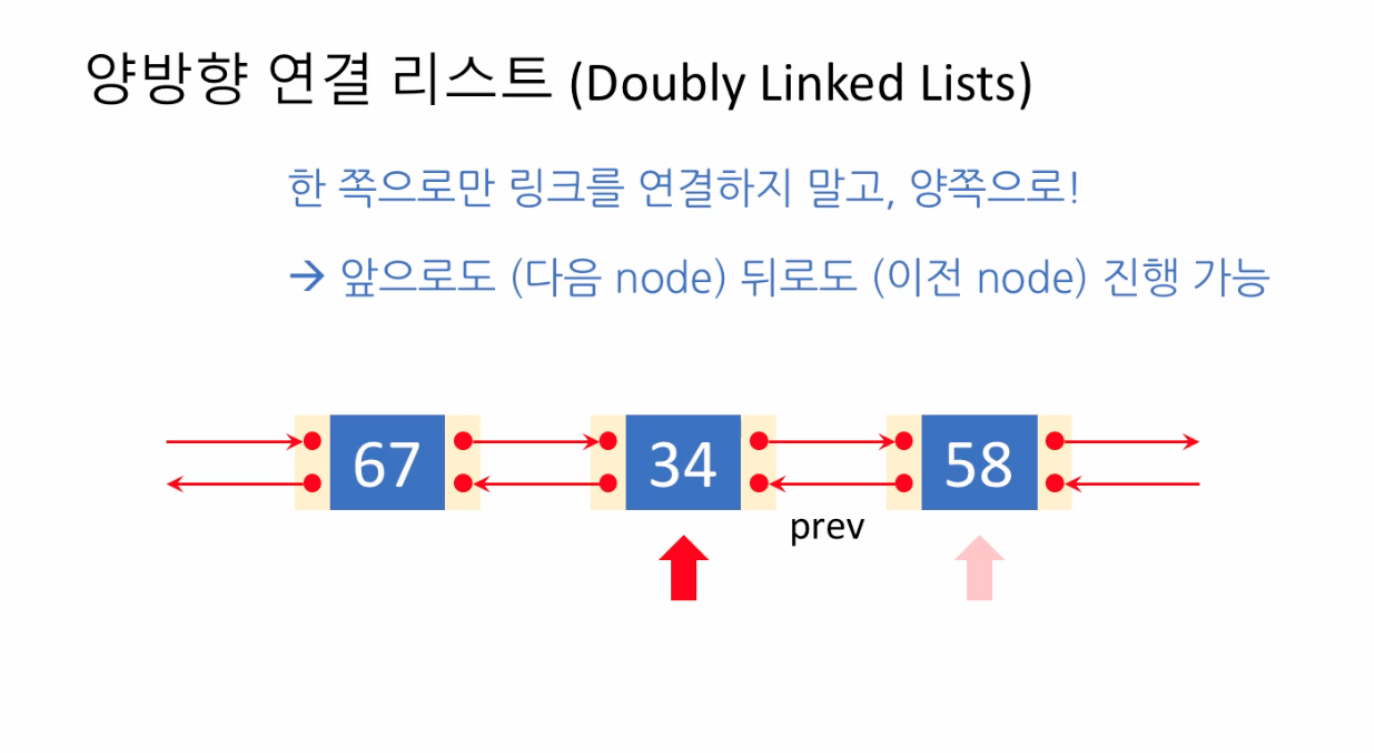 양방향 연결 리스트 (Doubly Linked Lists)
한 쪽으로만 링크를 연결하지 말고, 양쪽으로!
→ 앞으로도 (다음 node) 뒤로도 (이전 node) 진행 가능
67 34 58
prev